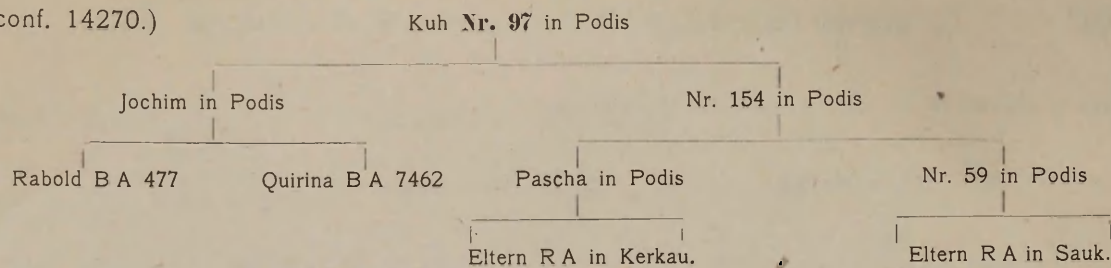 conf. 14270.)
Kuh Nr. 97 in Podis
Jochim in Podis
Nr. 154 in Podis
Rabold B A 477
Quirina B A 7462
Pascha in Podis
Nr. 59 in Podis
Eltern R A in Kerkau.
Eltern R A in Sauk.